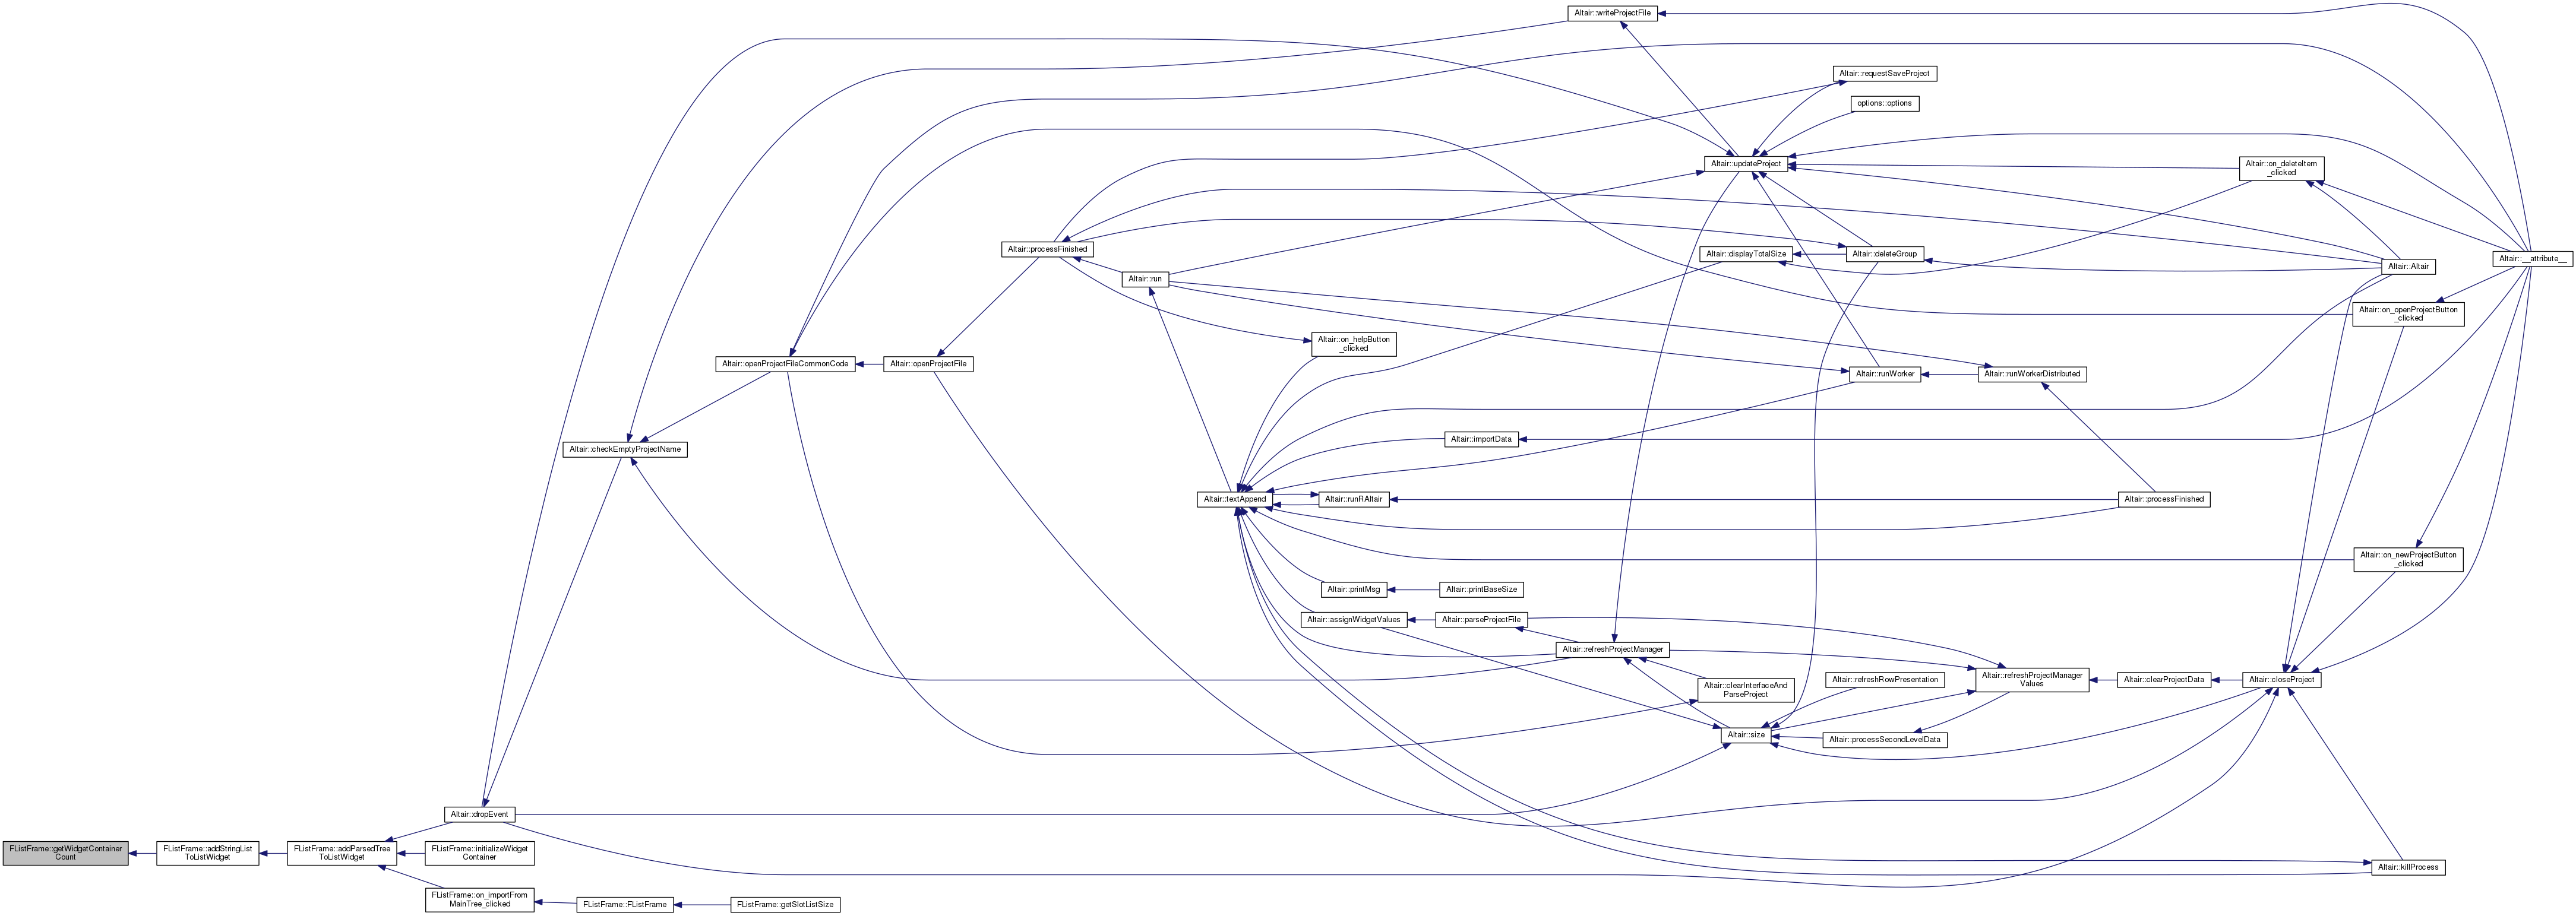 Altair::writeProjectFile
Altair::requestSaveProject
options::options
Altair::updateProject
Altair::on_deleteItem
_clicked
Altair::processFinished
Altair::displayTotalSize
Altair::deleteGroup
Altair::__attribute__
Altair::Altair
Altair::run
Altair::on_openProjectButton
_clicked
Altair::on_helpButton
_clicked
Altair::openProjectFileCommonCode
Altair::openProjectFile
Altair::runWorker
Altair::runWorkerDistributed
Altair::importData
Altair::checkEmptyProjectName
Altair::textAppend
Altair::runRAltair
Altair::processFinished
Altair::on_newProjectButton
_clicked
Altair::printMsg
Altair::printBaseSize
Altair::assignWidgetValues
Altair::parseProjectFile
Altair::refreshProjectManager
Altair::refreshProjectManager
Values
Altair::clearProjectData
Altair::closeProject
Altair::refreshRowPresentation
Altair::clearInterfaceAnd
ParseProject
Altair::size
Altair::processSecondLevelData
Altair::dropEvent
FListFrame::getWidgetContainer
Count
FListFrame::addStringList
ToListWidget
FListFrame::addParsedTree
ToListWidget
FListFrame::initializeWidget
Container
Altair::killProcess
FListFrame::on_importFrom
MainTree_clicked
FListFrame::FListFrame
FListFrame::getSlotListSize